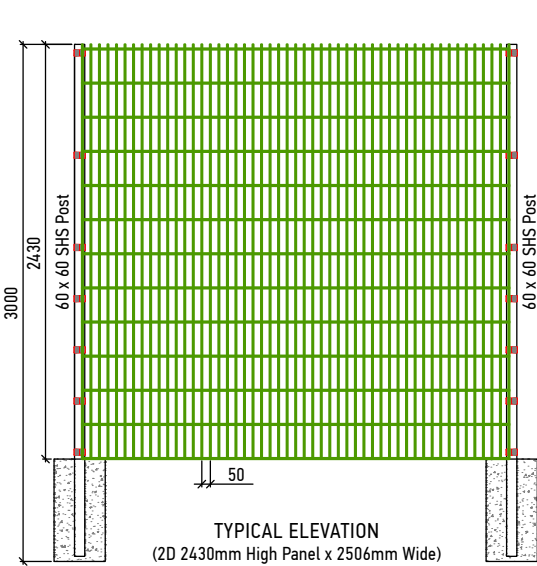 3000
2430
60 x 60 SHS Post
60 x 60 SHS Post
50
TYPICAL ELEVATION
(2D 2430mm High Panel x 2506mm Wide)